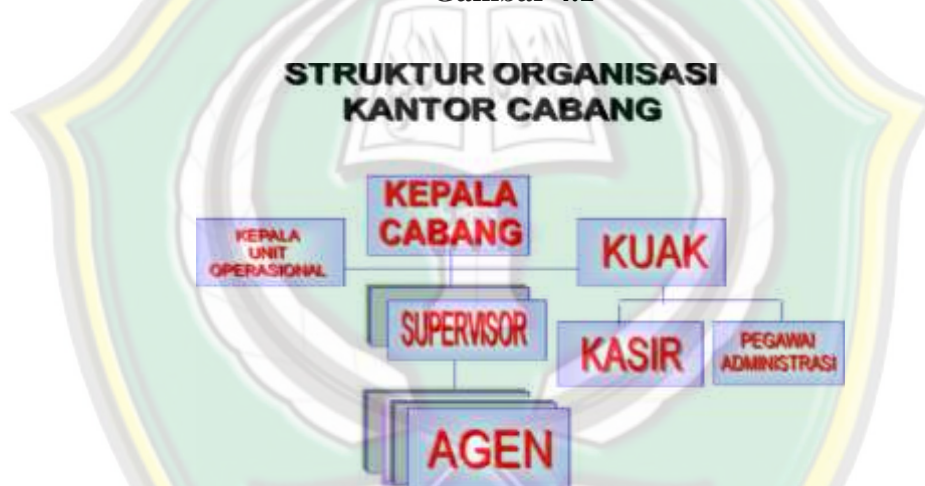 STRUKTUR ORGANISASI
KANTOR CABANG
KEPALA
CABANG
KEPALA
UNIT
OPERASIONAL
KUAK
SUPERVISOR
KASIR
PEGAWAI
ADMINISTRASI
AGEN